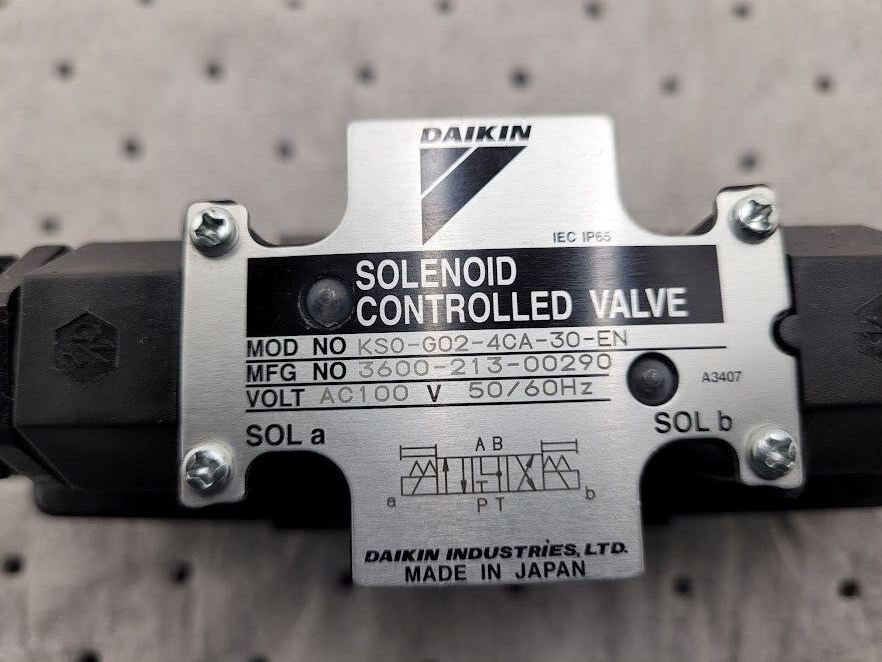 DAIKIN
IEC IP65
SOLENOID
CONTROLLED VALVE
MOD NO KSO-G02-4CA-30-EN
MFG NO 3600-213-00290
VOLT AC100 V 50/60Hz
A3407
SOL a
SOL b
A B
a
b
P T
DAIKIN INDUSTRIES, LTD.
MADE IN JAPAN